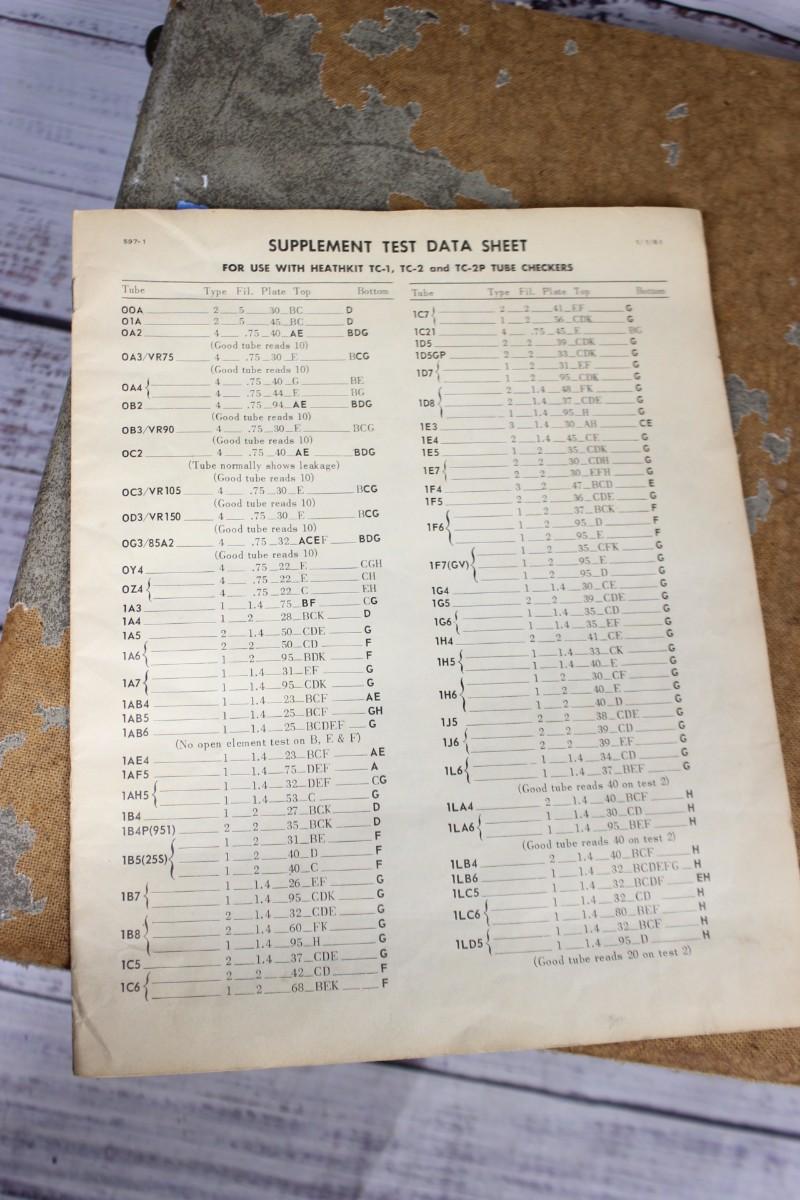 597-1
SUPPLEMENT TEST DATA SHEET
FOR USE WITH HEATHKIT TC-1, TC-2 and TC-2P TUBE CHECKERS
Tube Type Fil. Plate Top Bottom
OOA 2 5 30 BC D
O1A 2 5 45 BC D
OA2 4 .75 40 AE BDG
(Good tube reads 10)
OA3/VR75 4 .75 30 E BCG
(Good tube reads 10)
OA4 { 4 .75 40 G BE
4 .75 44 E BG
OB2 4 .75 94 AE BDG
(Good tube reads 10)
OB3/VR90 4 .75 30 E BCG
(Good tube reads 10)
OC2 4 .75 40 AE BDG
(Tube normally shows leakage)
(Good tube reads 10)
OC3/VR105 4 .75 30 E BCG
(Good tube reads 10)
OD3/VR150 4 .75 30 E BCG
(Good tube reads 10)
OG3/85A2 4 .75 32 ACEF BDG
(Good tube reads 10)
OY4 4 .75 22 E CGH
OZ4 { 4 .75 22 E CH
4 .75 22 C EH
1A3 1 1.4 75 BF CG
1A4 1 2 28 BCK D
1A5 2 1.4 50 CDE G
1A6 { 2 2 50 CD F
1 2 95 BDK F
1A7 { 1 1.4 31 EF G
1 1.4 95 CDK G
1AB4 1 1.4 23 BCF AE
1AB5 1 1.4 25 BCF GH
1AB6 1 1.4 25 BCDEF G
(No open element test on B, E & F)
1AE4 1 1.4 23 BCF AE
1AF5 1 1.4 75 DEF A
1AH5 { 1 1.4 32 DEF CG
1 1.4 53 C G
1B4 1 2 27 BCK D
1B4P(951) 2 2 35 BCK D
1B5(25S) { 1 2 31 BE F
1 2 40 D F
1 2 40 C F
1B7 { 1 1.4 26 EF G
1 1.4 95 CDK G
1B8 { 2 1.4 32 CDE G
1 1.4 60 FK G
1 1.4 95 H G
1C5 2 1.4 37 CDE G
1C6 { 2 2 42 CD F
1 2 68 BEK F
Tube Type Fil. Plate Top Bottom
1C7 { 2 2 41 EF G
1 2 56 CDK G
1C21 4 .75 45 E BG
1D5 2 2 39 CDK G
1D5GP 2 2 33 CDK G
1D7 { 1 2 31 EF G
1 2 95 CDK G
1D8 { 2 1.4 48 FK G
2 1.4 37 CDE G
1 1.4 95 H G
1E3 3 1.4 30 AH CE
1E4 2 1.4 45 CE G
1E5 1 2 35 CDK G
1E7 { 2 2 30 CDH G
2 2 30 EFH G
1F4 3 2 47 BCD E
1F5 2 2 36 CDE G
1F6 { 1 2 37 BCK F
1 2 95 D F
1 2 95 E F
1F7(GV) { 1 2 35 CFK G
1 2 95 E G
1 2 95 D G
1G4 1 1.4 30 CE G
1G5 2 2 39 CDE G
1G6 { 1 1.4 35 CD G
1 1.4 35 EF G
1H4 2 2 41 CE G
1H5 { 1 1.4 33 CK G
1 1.4 40 E G
1H6 { 1 2 30 CF G
1 2 40 E G
1 2 40 D G
1J5 2 2 38 CDE G
1J6 { 2 2 39 CD G
2 2 39 EF G
1L6 { 1 1.4 34 CD G
1 1.4 37 BEF G
(Good tube reads 40 on test 2)
1LA4 2 1.4 40 BCF H
1LA6 { 1 1.4 30 CD H
1 1.4 95 BEF H
(Good tube reads 40 on test 2)
1LB4 2 1.4 40 BCF H
1LB6 1 1.4 32 BCDEFG H
1LC5 1 1.4 32 BCDF EH
1LC6 { 1 1.4 32 CD H
1 1.4 80 BEF H
1LD5 { 1 1.4 32 BCF H
1 1.4 95 D H
(Good tube reads 20 on test 2)